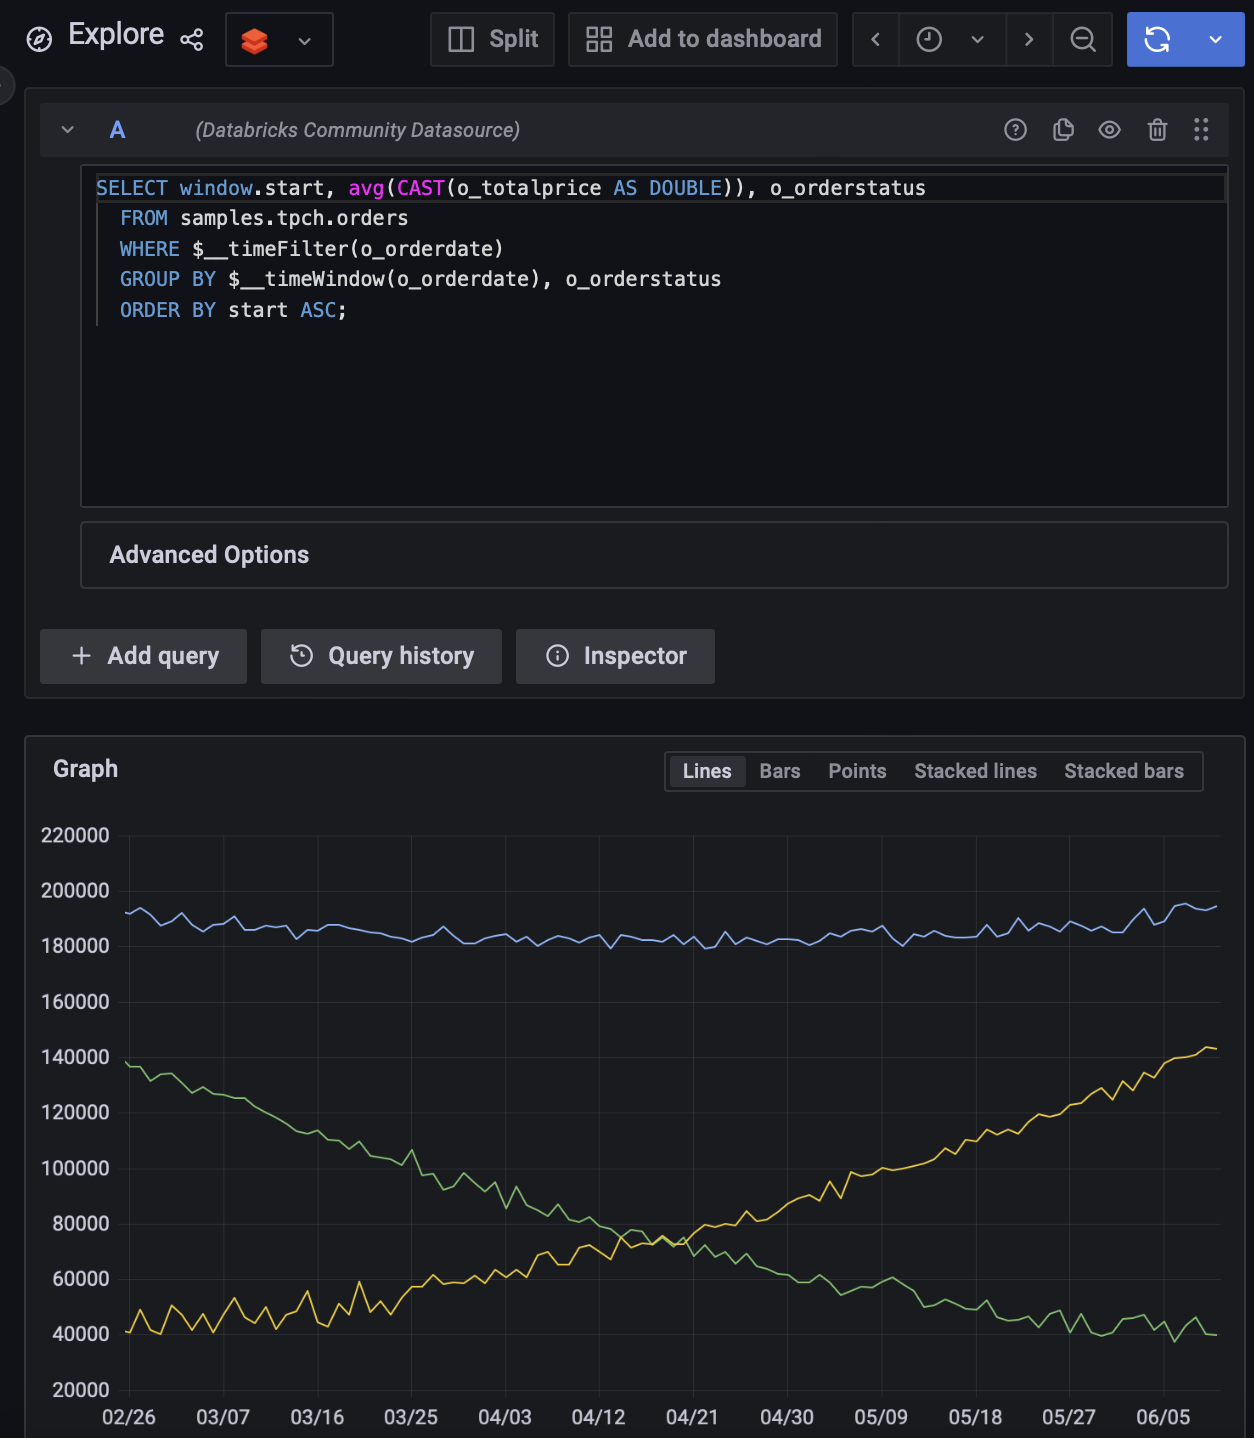 Explore
Split
Add to dashboard
A
(Databricks Community Datasource)
SELECT window.start, avg(CAST(o_totalprice AS DOUBLE)), o_orderstatus
FROM samples.tpch.orders
WHERE $__timeFilter(o_orderdate)
GROUP BY $__timeWindow(o_orderdate), o_orderstatus
ORDER BY start ASC;
Advanced Options
+ Add query
Query history
Inspector
Graph
Lines Bars Points Stacked lines Stacked bars
220000
200000
180000
160000
140000
120000
100000
80000
60000
40000
20000
02/26 03/07 03/16 03/25 04/03 04/12 04/21 04/30 05/09 05/18 05/27 06/05